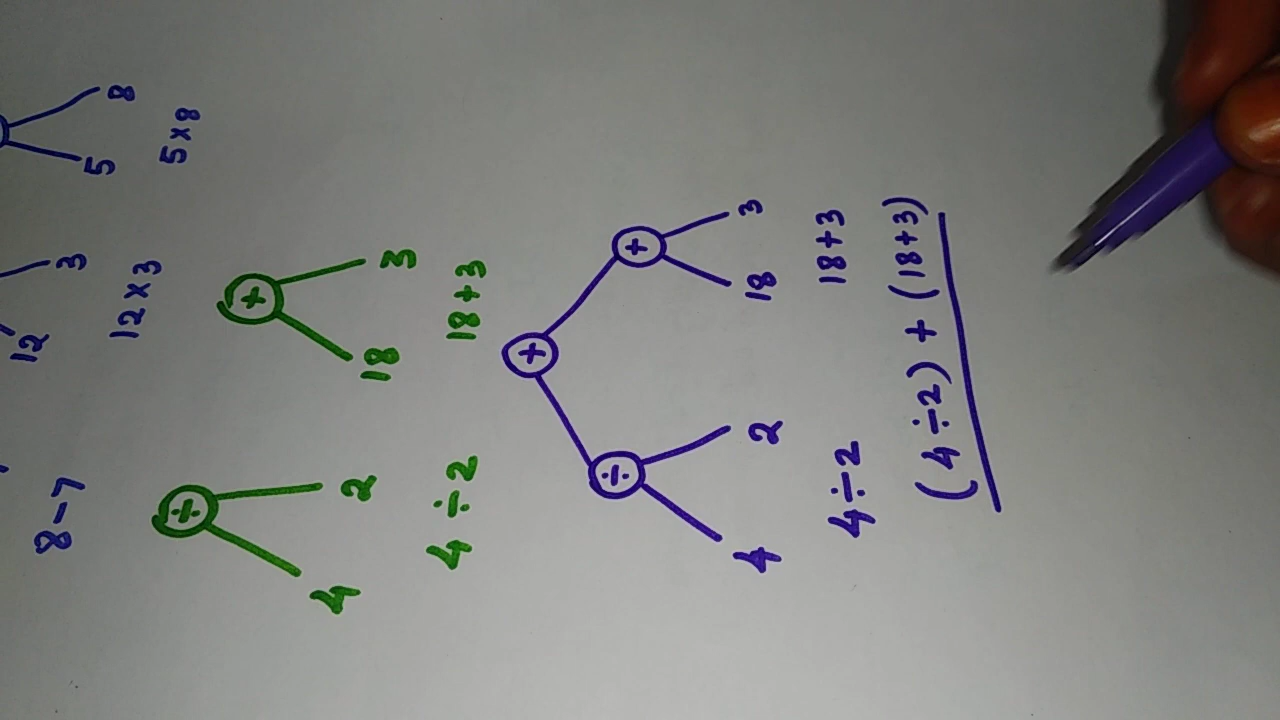 3 8
12 5
8-7 12 x 3 5 x 8
÷ +
4 2 18 3
4 ÷ 2 18 + 3
+
÷ +
4 2 18 3
4 ÷ 2 18 + 3
(4 ÷ 2) + (18 + 3)